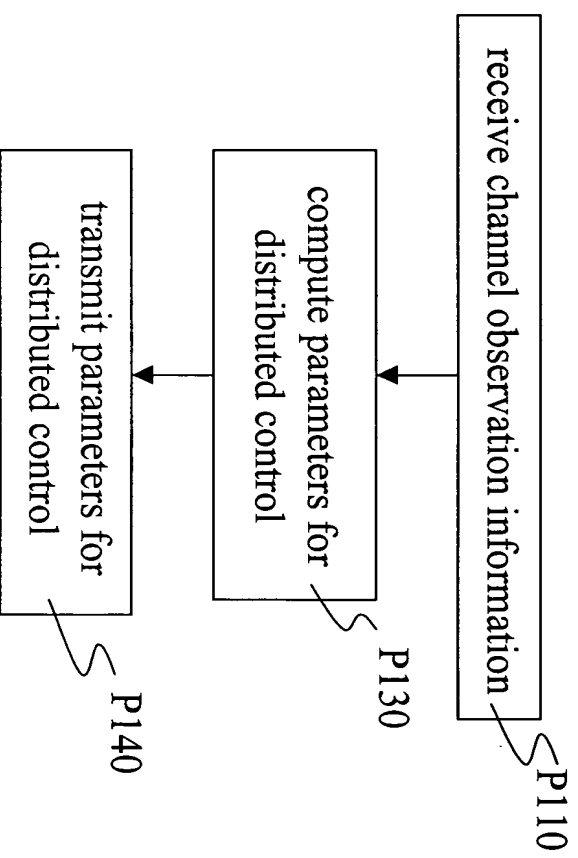 receive channel observation information
P110
compute parameters for
distributed control
P130
transmit parameters for
distributed control
P140